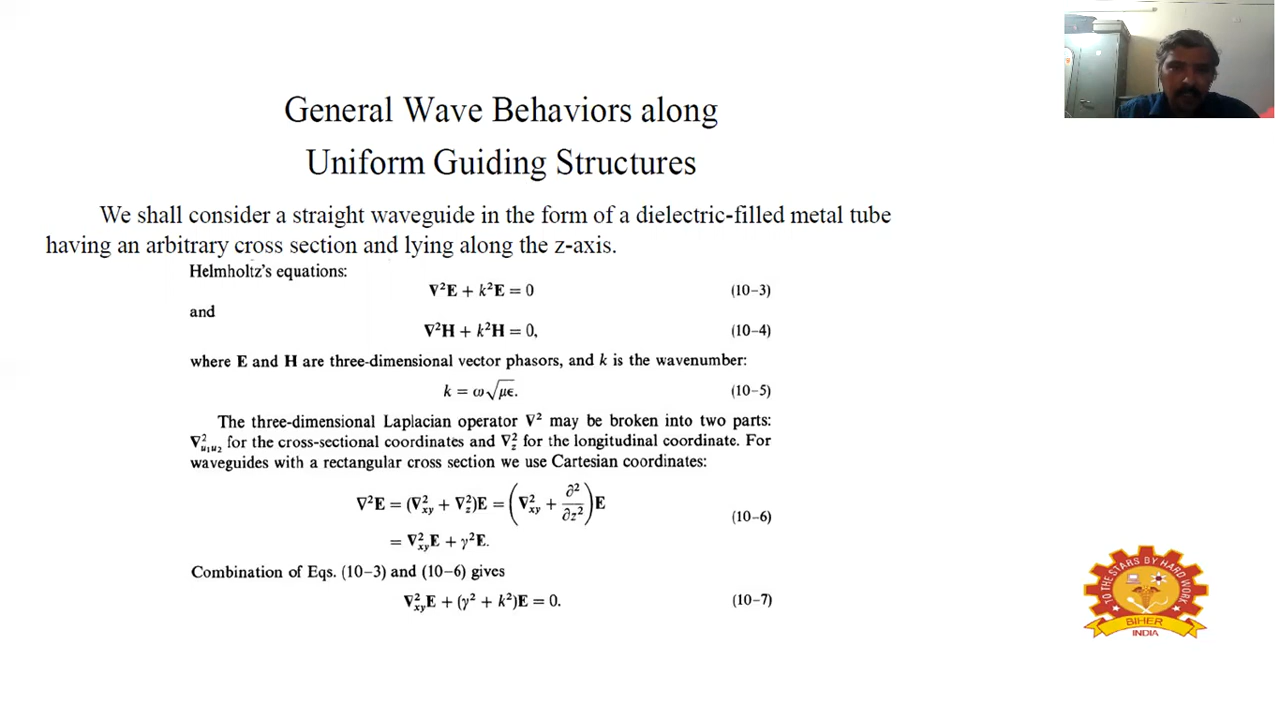 General Wave Behaviors along
Uniform Guiding Structures
We shall consider a straight waveguide in the form of a dielectric-filled metal tube
having an arbitrary cross section and lying along the z-axis.
Helmholtz's equations:
∇²E + k²E = 0 (10–3)
and
∇²H + k²H = 0, (10–4)
where E and H are three-dimensional vector phasors, and k is the wavenumber:
k = ω√με. (10–5)
The three-dimensional Laplacian operator ∇² may be broken into two parts:
∇²u₁u₂ for the cross-sectional coordinates and ∇²z for the longitudinal coordinate. For
waveguides with a rectangular cross section we use Cartesian coordinates:
∇²E = (∇²xy + ∇²z)E = (∇²xy + ∂²/∂z²)E
= ∇²xyE + γ²E. (10–6)
Combination of Eqs. (10–3) and (10–6) gives
∇²xyE + (γ² + k²)E = 0. (10–7)
TO THE STARS BY HARD WORK
BIHER
INDIA